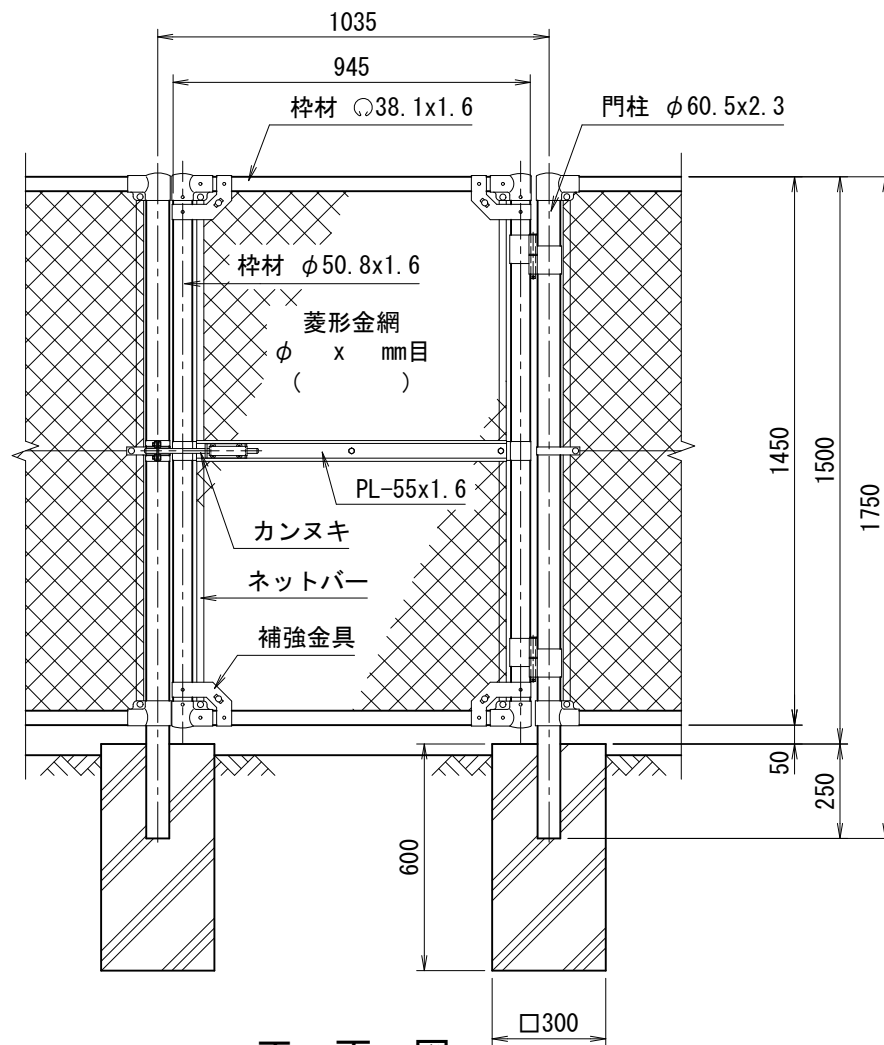 1035
945
枠材 38.1x1.6
門柱 φ60.5x2.3
枠材 φ50.8x1.6
菱形金網
φ x mm目
( )
PL-55x1.6
カンヌキ
ネットバー
補強金具
1450
1500
1750
50
250
600
□300